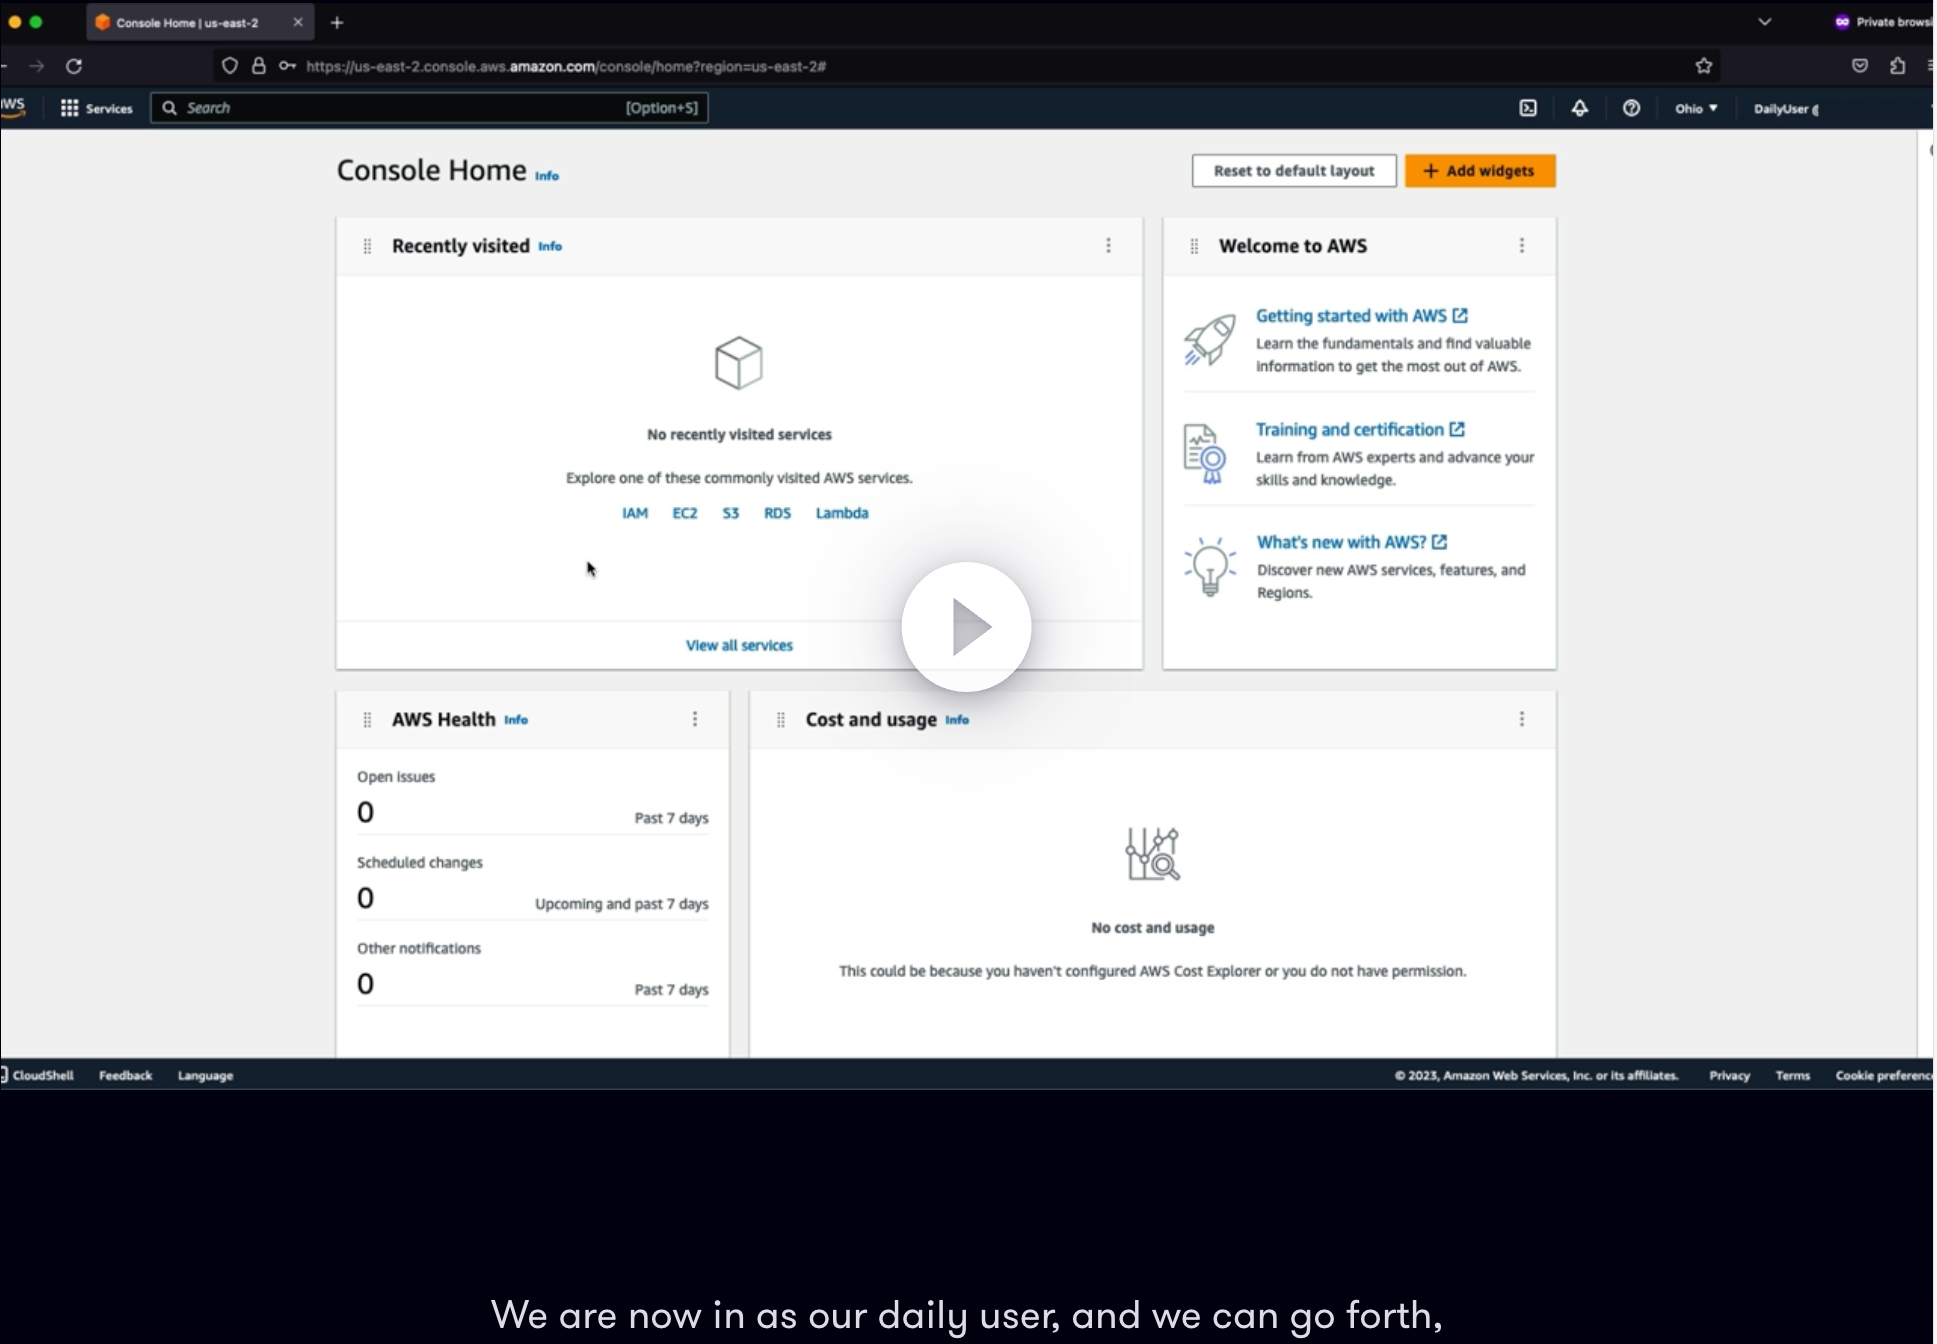 Console Home | us-east-2
Private browsi
https://us-east-2.console.aws.amazon.com/console/home?region=us-east-2#
Services
Search
[Option+S]
Ohio
DailyUser
Console Home Info
Reset to default layout
+ Add widgets
Recently visited Info
No recently visited services
Explore one of these commonly visited AWS services.
IAM EC2 S3 RDS Lambda
View all services
Welcome to AWS
Getting started with AWS
Learn the fundamentals and find valuable
information to get the most out of AWS.
Training and certification
Learn from AWS experts and advance your
skills and knowledge.
What's new with AWS?
Discover new AWS services, features, and
Regions.
AWS Health Info
Open issues
0 Past 7 days
Scheduled changes
0 Upcoming and past 7 days
Other notifications
0 Past 7 days
Cost and usage Info
No cost and usage
This could be because you haven't configured AWS Cost Explorer or you do not have permission.
CloudShell Feedback Language
© 2023, Amazon Web Services, Inc. or its affiliates. Privacy Terms Cookie preferenc
We are now in as our daily user, and we can go forth,